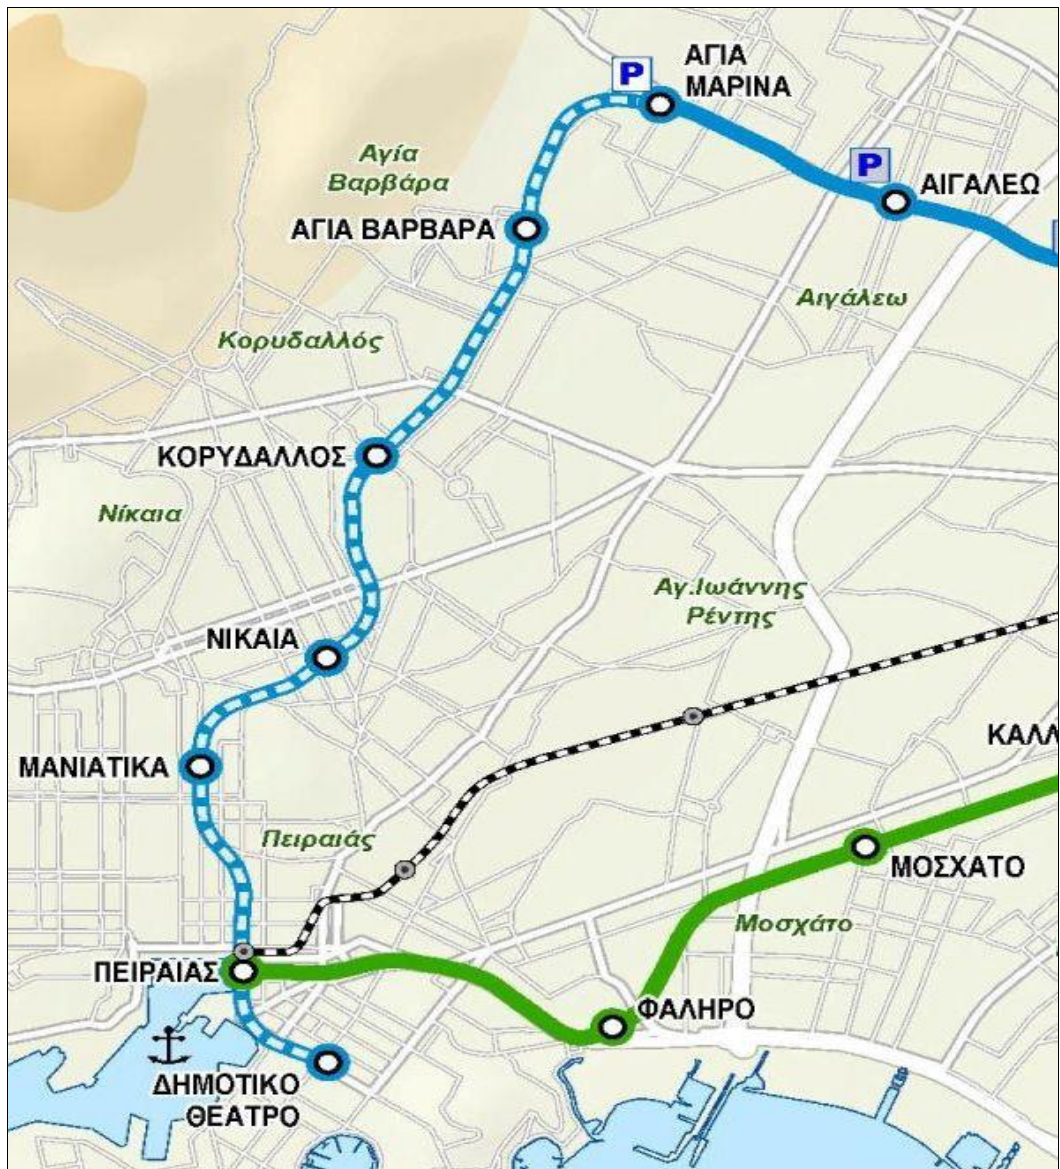 ΑΓΙΑ
ΜΑΡΙΝΑ
P
Αγία
Βαρβάρα
P
ΑΙΓΑΛΕΩ
ΑΓΙΑ ΒΑΡΒΑΡΑ
Αιγάλεω
Κορυδαλλός
ΚΟΡΥΔΑΛΛΟΣ
Νίκαια
Αγ.Ιωάννης
Ρέντης
ΝΙΚΑΙΑ
ΚΑΛΛ
ΜΑΝΙΑΤΙΚΑ
Πειραιάς
ΜΟΣΧΑΤΟ
Μοσχάτο
ΠΕΙΡΑΙΑΣ
ΦΑΛΗΡΟ
ΔΗΜΟΤΙΚΟ
ΘΕΑΤΡΟ